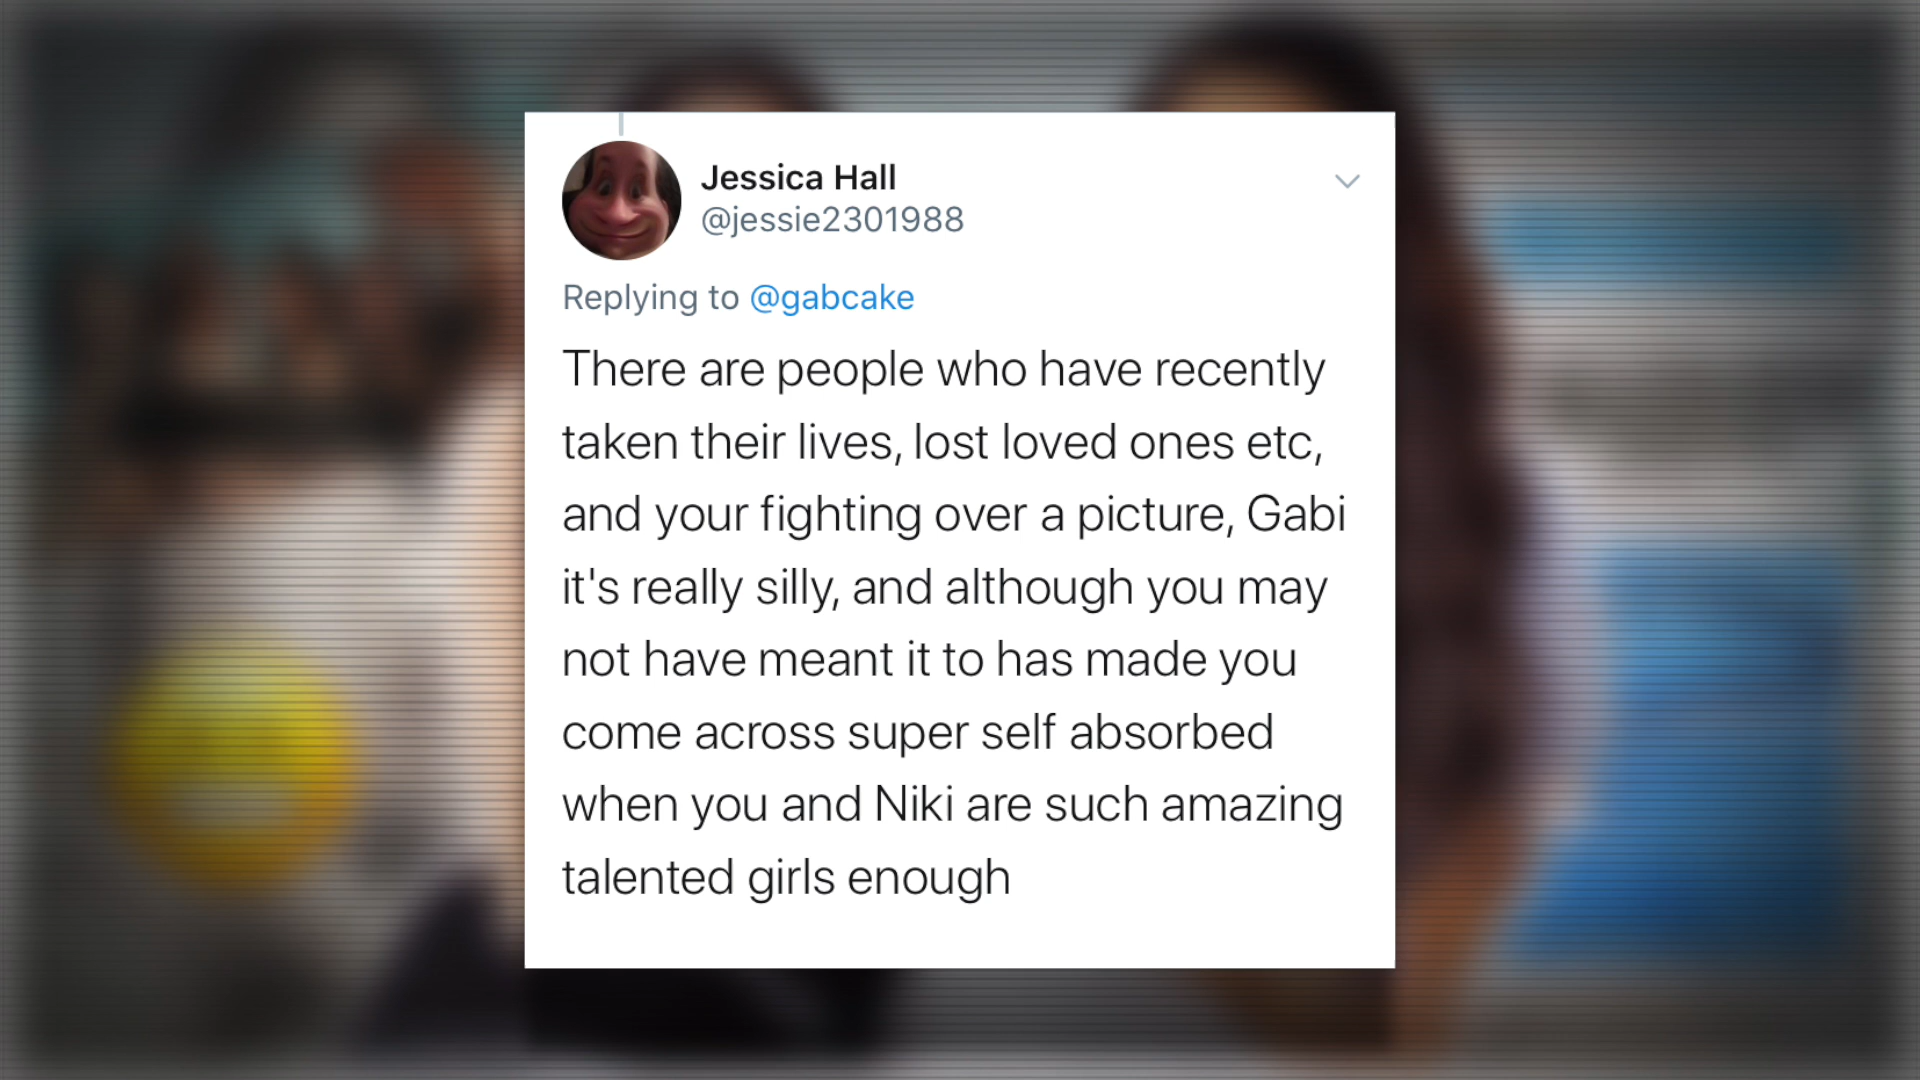 Jessica Hall
@jessie2301988
Replying to @gabcake
There are people who have recently
taken their lives, lost loved ones etc,
and your fighting over a picture, Gabi
it's really silly, and although you may
not have meant it to has made you
come across super self absorbed
when you and Niki are such amazing
talented girls enough